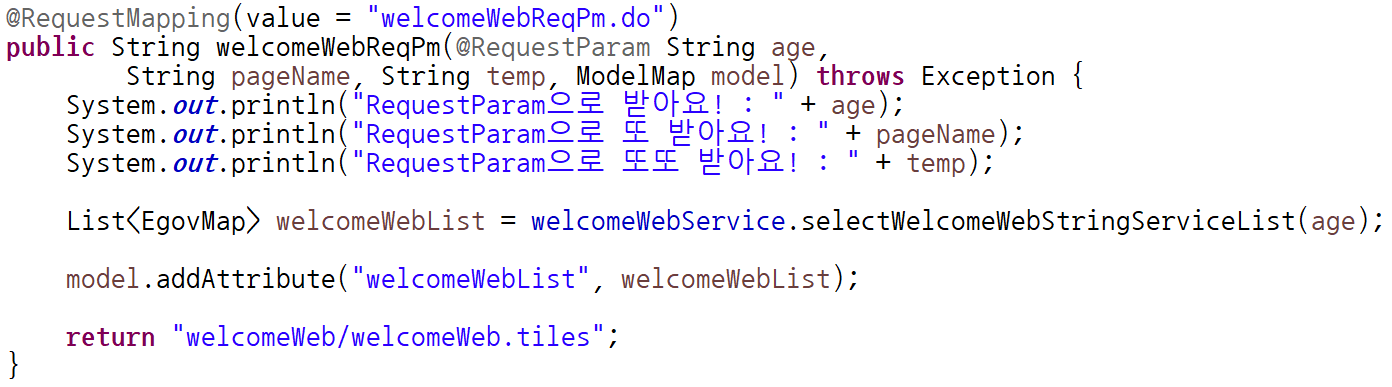 @RequestMapping(value = "welcomeWebReqPm.do")
public String welcomeWebReqPm(@RequestParam String age,
        String pageName, String temp, ModelMap model) throws Exception {
    System.out.println("RequestParam으로 받아요! : " + age);
    System.out.println("RequestParam으로 또 받아요! : " + pageName);
    System.out.println("RequestParam으로 또또 받아요! : " + temp);

    List<EgovMap> welcomeWebList = welcomeWebService.selectWelcomeWebStringServiceList(age);

    model.addAttribute("welcomeWebList", welcomeWebList);

    return "welcomeWeb/welcomeWeb.tiles";
}